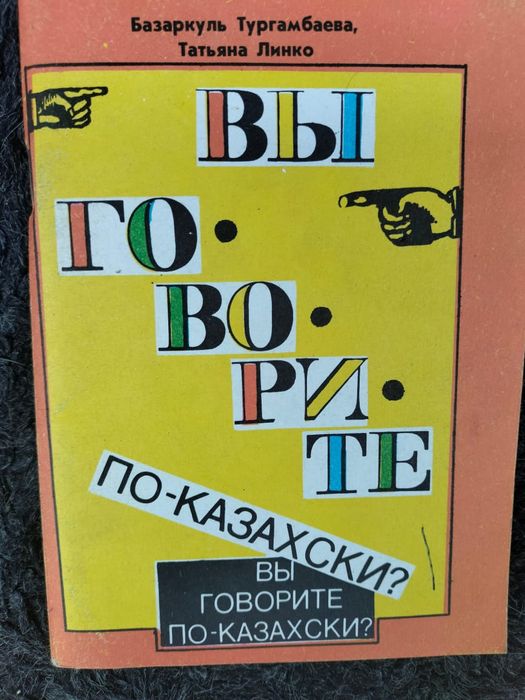 Базаркуль Тургамбаева,
Татьяна Линко
ВЫ
ГО•
ВО•
РИ•
ТЕ
ПО-КАЗАХСКИ?
ВЫ
ГОВОРИТЕ
ПО-КАЗАХСКИ?